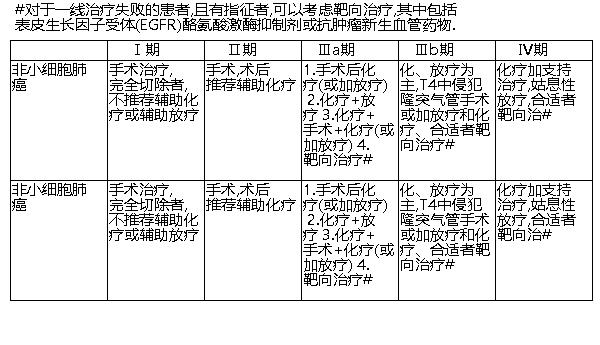 #对于一线治疗失败的患者,且有指征者,可以考虑靶向治疗,其中包括
表皮生长因子受体(EGFR)酪氨酸激酶抑制剂或抗肿瘤新生血管药物.
Ⅰ期
Ⅱ期
Ⅲa期
Ⅲb期
Ⅳ期
非小细胞肺
癌
手术治疗,
完全切除者,
不推荐辅助化
疗或辅助放疗
手术,术后
推荐辅助化疗
1.手术后化
疗(或加放疗)
2.化疗+放
疗 3.化疗+
手术+化疗(或
加放疗) 4.
靶向治疗#
化、放疗为
主,T4中侵犯
隆突气管手术
或加放疗和化
疗、合适者靶
向治疗#
化疗加支持
治疗,姑息性
放疗,合适者
靶向治#
非小细胞肺
癌
手术治疗,
完全切除者,
不推荐辅助化
疗或辅助放疗
手术,术后
推荐辅助化疗
1.手术后化
疗(或加放疗)
2.化疗+放
疗 3.化疗+
手术+化疗(或
加放疗) 4.
靶向治疗#
化、放疗为
主,T4中侵犯
隆突气管手术
或加放疗和化
疗、合适者靶
向治疗#
化疗加支持
治疗,姑息性
放疗,合适者
靶向治#